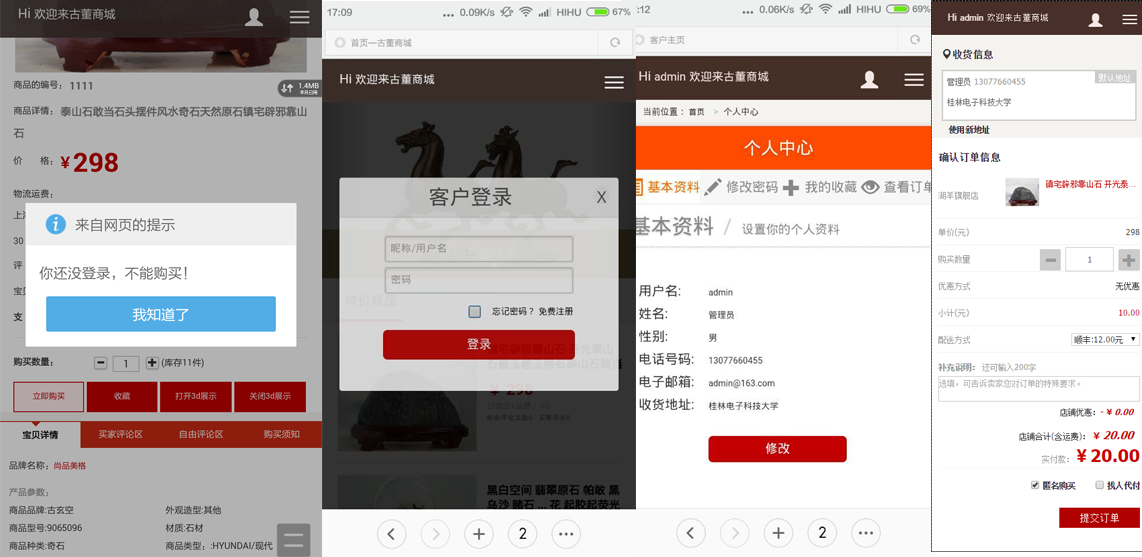 Hi 欢迎来古董商城
商品的编号： 1111
1.4MB
本月已用
商品详情： 泰山石敢当石头摆件风水奇石天然原石镇宅辟邪靠山
石
价 格：¥298
物流运费：
上
30
评
宝
支
来自网页的提示
你还没登录，不能购买！
我知道了
购买数量：
1
(库存11件)
立即购买
收藏
打开3d展示
关闭3d展示
宝贝详情
买家评论区
自由评论区
购买须知
品牌名称：尚品美格
产品参数：
商品品牌:古玄空
外观造型:其他
商品型号:9065096
材质:石材
商品种类:奇石
商品类型：:HYUNDAI/现代
17:09
... 0.09K/s
HIHU
67%
首页—古董商城
Hi 欢迎来古董商城
客户登录
X
昵称/用户名
密码
忘记密码？ 免费注册
登录
特价商品
¥ 298
黑白空间 翡翠原石 帕敢 黑
乌沙 赌石 ... 花 起胶起荧光
2
:12
... 0.06K/s
HIHU
69%
客户主页
Hi admin 欢迎来古董商城
当前位置： 首页 > 个人中心
个人中心
基本资料
修改密码
我的收藏
查看订单
基本资料 / 设置你的个人资料
用户名: admin
姓名: 管理员
性别: 男
电话号码: 13077660455
电子邮箱: admin@163.com
收货地址: 桂林电子科技大学
修改
2
Hi admin 欢迎来古董商城
收货信息
管理员 13077660455
默认地址
桂林电子科技大学
使用新地址
确认订单信息
湖羊旗舰店
镇宅辟邪靠山石 开光泰...
单价(元)
298
购买数量
1
优惠方式
无优惠
小计(元)
10.00
配送方式
顺丰:12.00元
补充说明： 还可输入200字
选填，可告诉卖家您对订单的特殊要求。
店铺优惠：- ¥ 0.00
店铺合计(含运费)： ¥ 20.00
实付款： ¥20.00
匿名购买
找人代付
提交订单